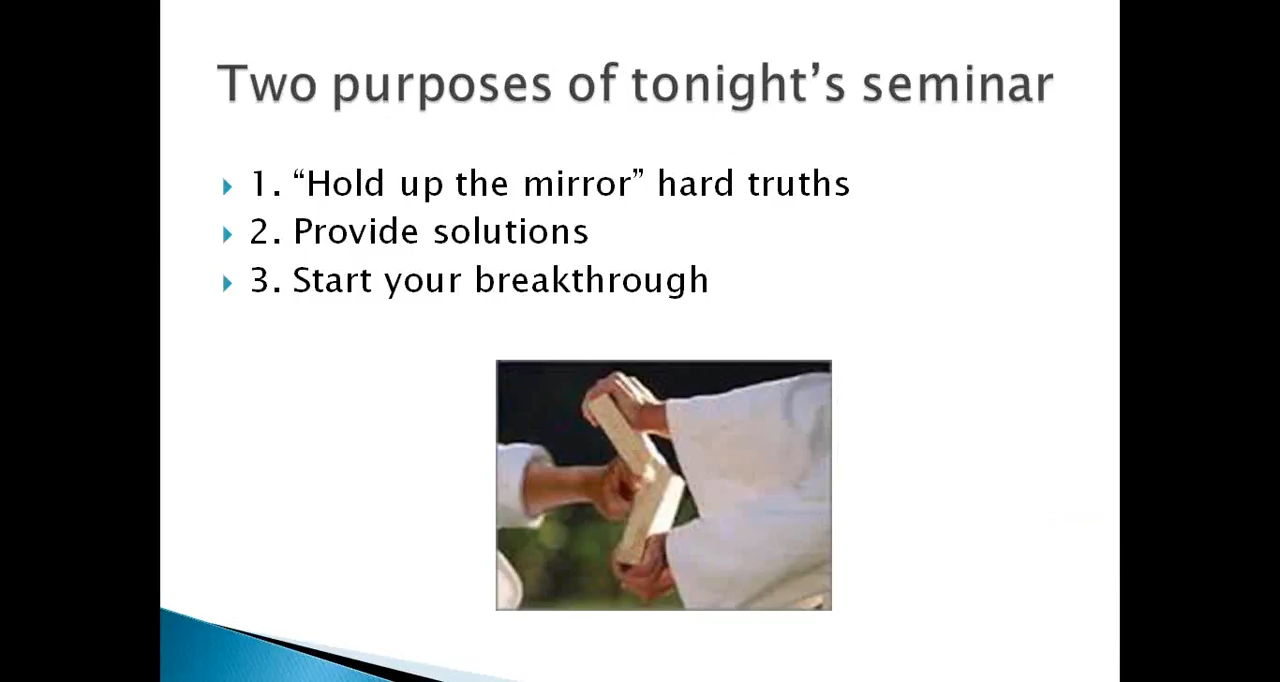 Two purposes of tonight’s seminar
1. “Hold up the mirror” hard truths
2. Provide solutions
3. Start your breakthrough